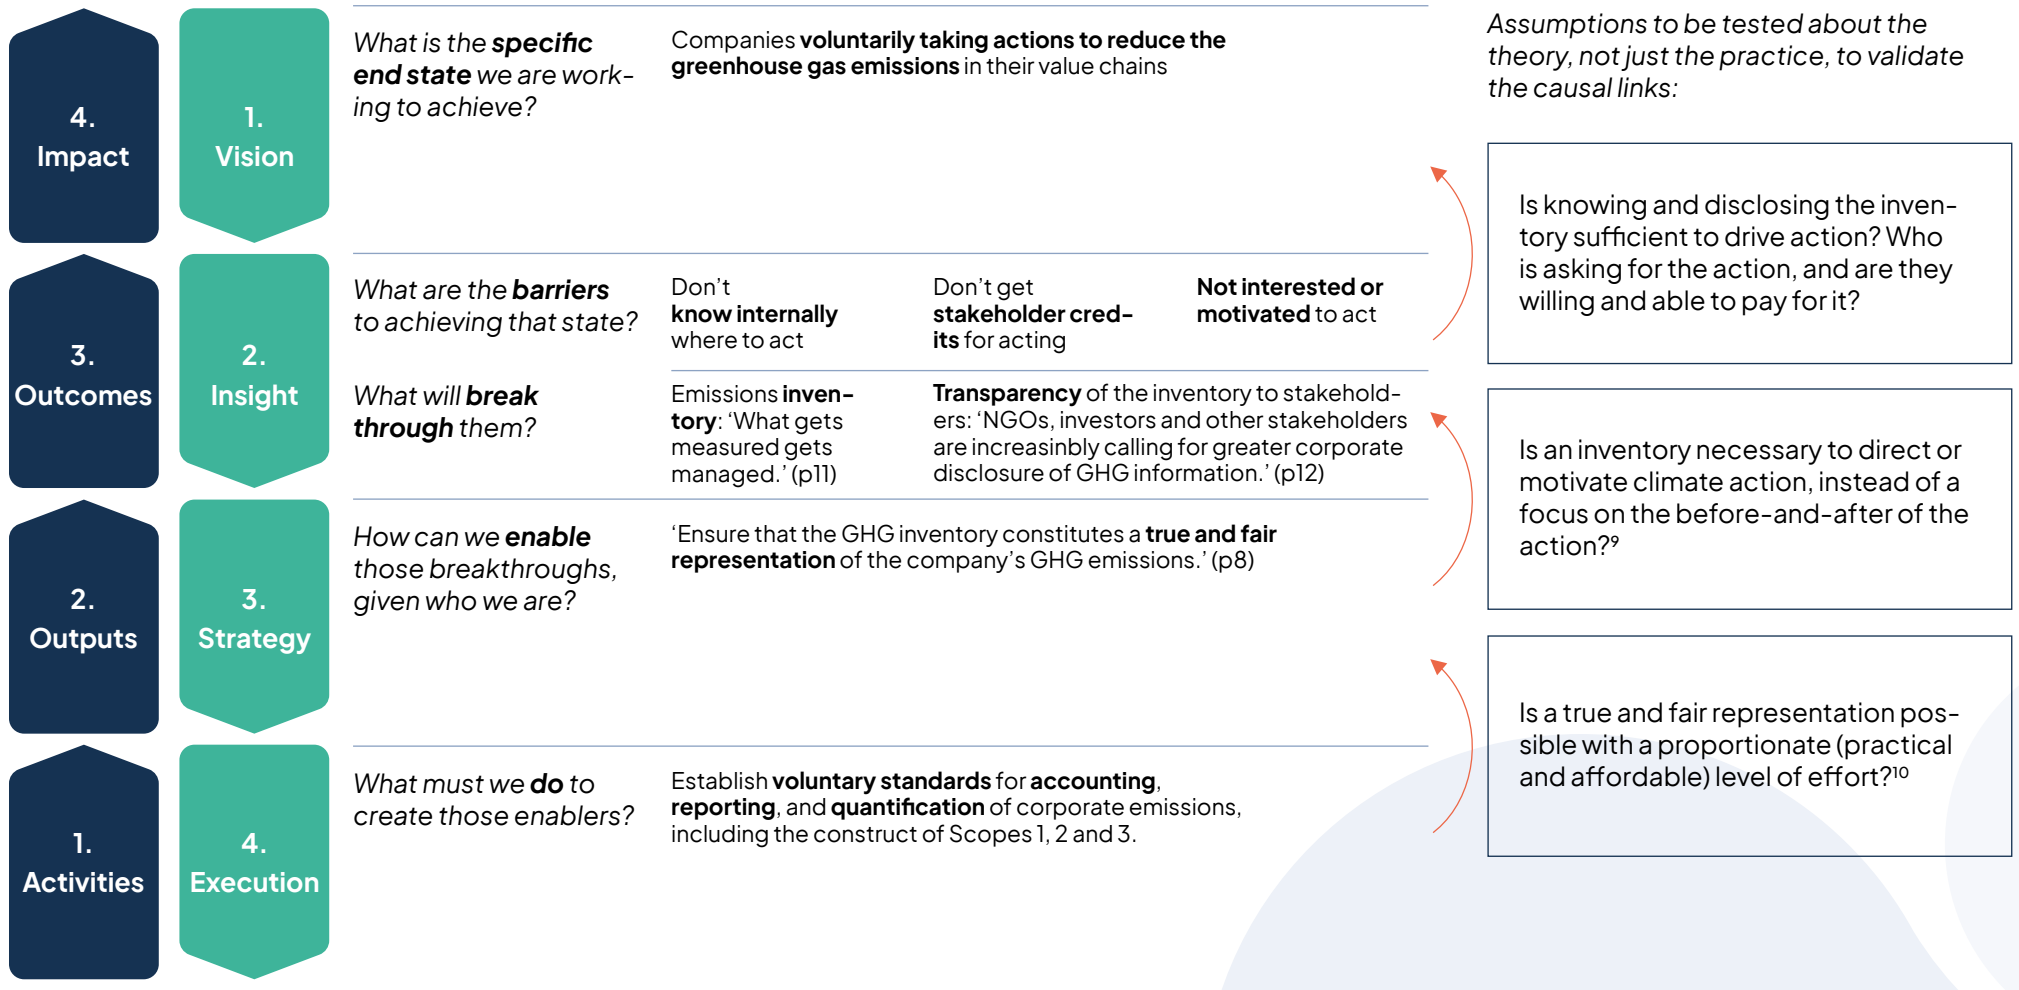 4.
Impact
1.
Vision
What is the specific
end state we are work-
ing to achieve?
Companies voluntarily taking actions to reduce the
greenhouse gas emissions in their value chains
Assumptions to be tested about the
theory, not just the practice, to validate
the causal links:
Is knowing and disclosing the inven-
tory sufficient to drive action? Who
is asking for the action, and are they
willing and able to pay for it?
3.
Outcomes
2.
Insight
What are the barriers
to achieving that state?
Don't
know internally
where to act
Don't get
stakeholder cred-
its for acting
Not interested or
motivated to act
What will break
through them?
Emissions inven-
tory: ‘What gets
measured gets
managed.’ (p11)
Transparency of the inventory to stakehold-
ers: ‘NGOs, investors and other stakeholders
are increasinbly calling for greater corporate
disclosure of GHG information.’ (p12)
Is an inventory necessary to direct or
motivate climate action, instead of a
focus on the before-and-after of the
action?⁹
2.
Outputs
3.
Strategy
How can we enable
those breakthroughs,
given who we are?
‘Ensure that the GHG inventory constitutes a true and fair
representation of the company's GHG emissions.’ (p8)
Is a true and fair representation pos-
sible with a proportionate (practical
and affordable) level of effort?¹⁰
1.
Activities
4.
Execution
What must we do to
create those enablers?
Establish voluntary standards for accounting,
reporting, and quantification of corporate emissions,
including the construct of Scopes 1, 2 and 3.